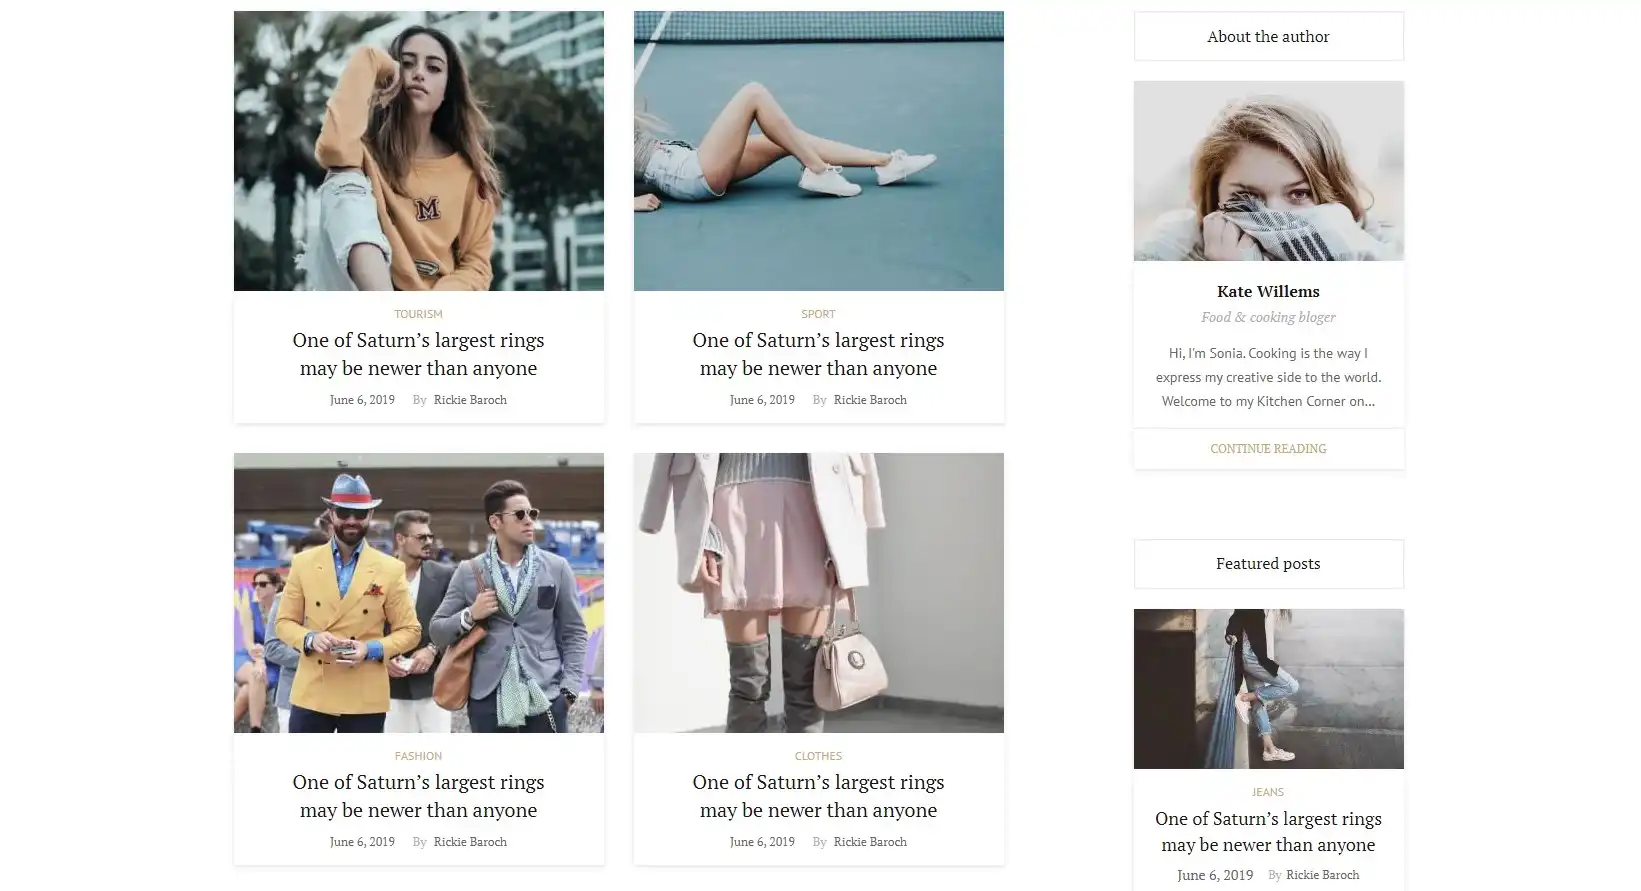 M
TOURISM
One of Saturn’s largest rings
may be newer than anyone
June 6, 2019 By Rickie Baroch
SPORT
One of Saturn’s largest rings
may be newer than anyone
June 6, 2019 By Rickie Baroch
FASHION
One of Saturn’s largest rings
may be newer than anyone
June 6, 2019 By Rickie Baroch
CLOTHES
One of Saturn’s largest rings
may be newer than anyone
June 6, 2019 By Rickie Baroch
About the author
Kate Willems
Food & cooking bloger
Hi, I'm Sonia. Cooking is the way I
express my creative side to the world.
Welcome to my Kitchen Corner on...
CONTINUE READING
Featured posts
JEANS
One of Saturn’s largest rings
may be newer than anyone
June 6, 2019 By Rickie Baroch